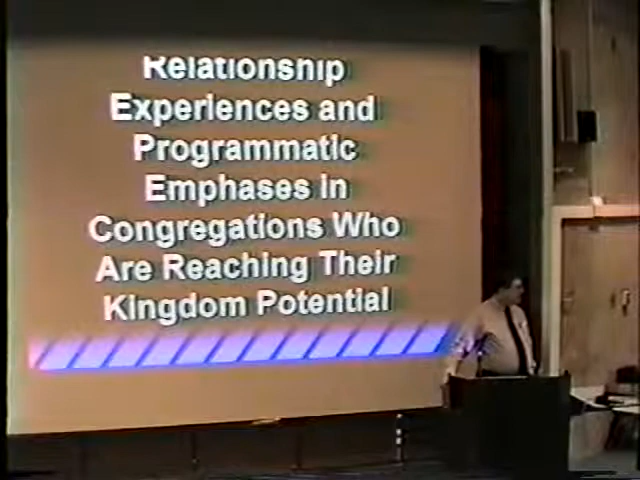 Relationship
Experiences and
Programmatic
Emphases in
Congregations Who
Are Reaching Their
Kingdom Potential